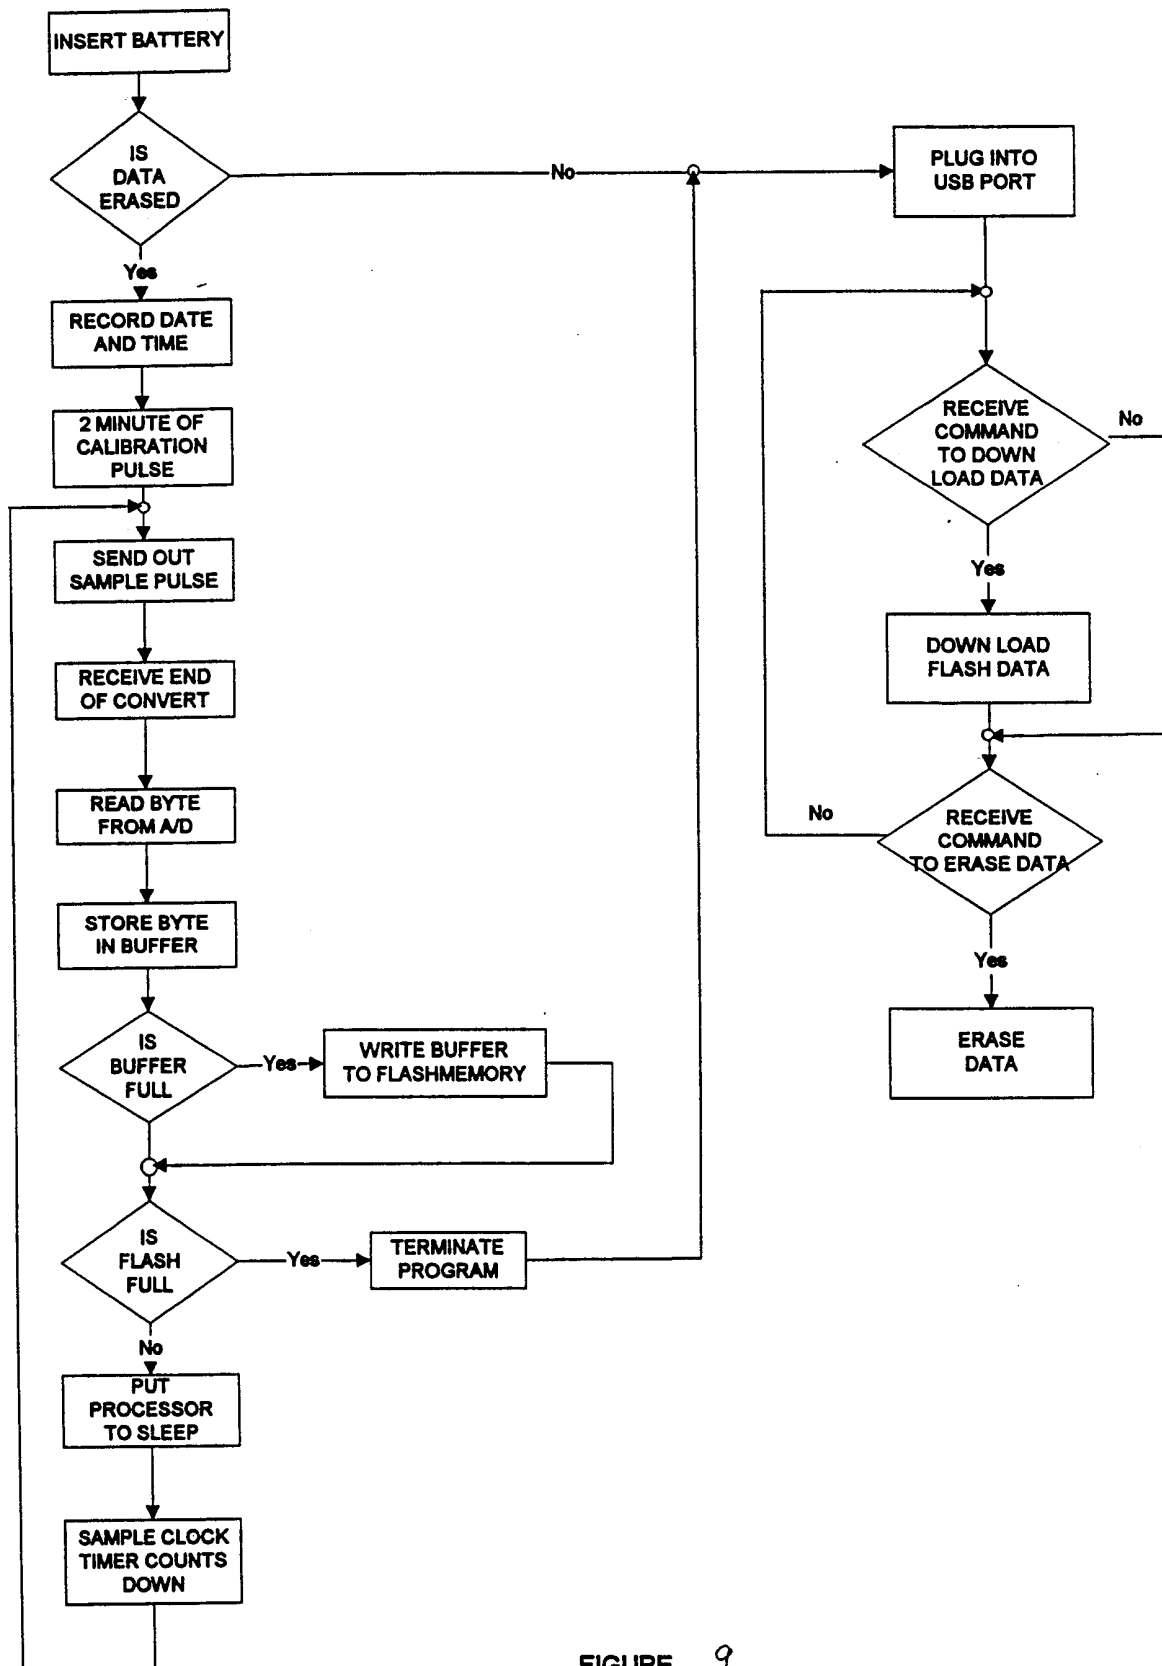 INSERT BATTERY
IS
DATA
ERASED
No
Yes
RECORD DATE
AND TIME
2 MINUTE OF
CALIBRATION
PULSE
SEND OUT
SAMPLE PULSE
RECEIVE END
OF CONVERT
READ BYTE
FROM A/D
STORE BYTE
IN BUFFER
IS
BUFFER
FULL
Yes
WRITE BUFFER
TO FLASHMEMORY
IS
FLASH
FULL
Yes
TERMINATE
PROGRAM
No
PUT
PROCESSOR
TO SLEEP
SAMPLE CLOCK
TIMER COUNTS
DOWN
PLUG INTO
USB PORT
RECEIVE
COMMAND
TO DOWN
LOAD DATA
No
Yes
DOWN LOAD
FLASH DATA
RECEIVE
COMMAND
TO ERASE DATA
No
Yes
ERASE
DATA
FIGURE 9